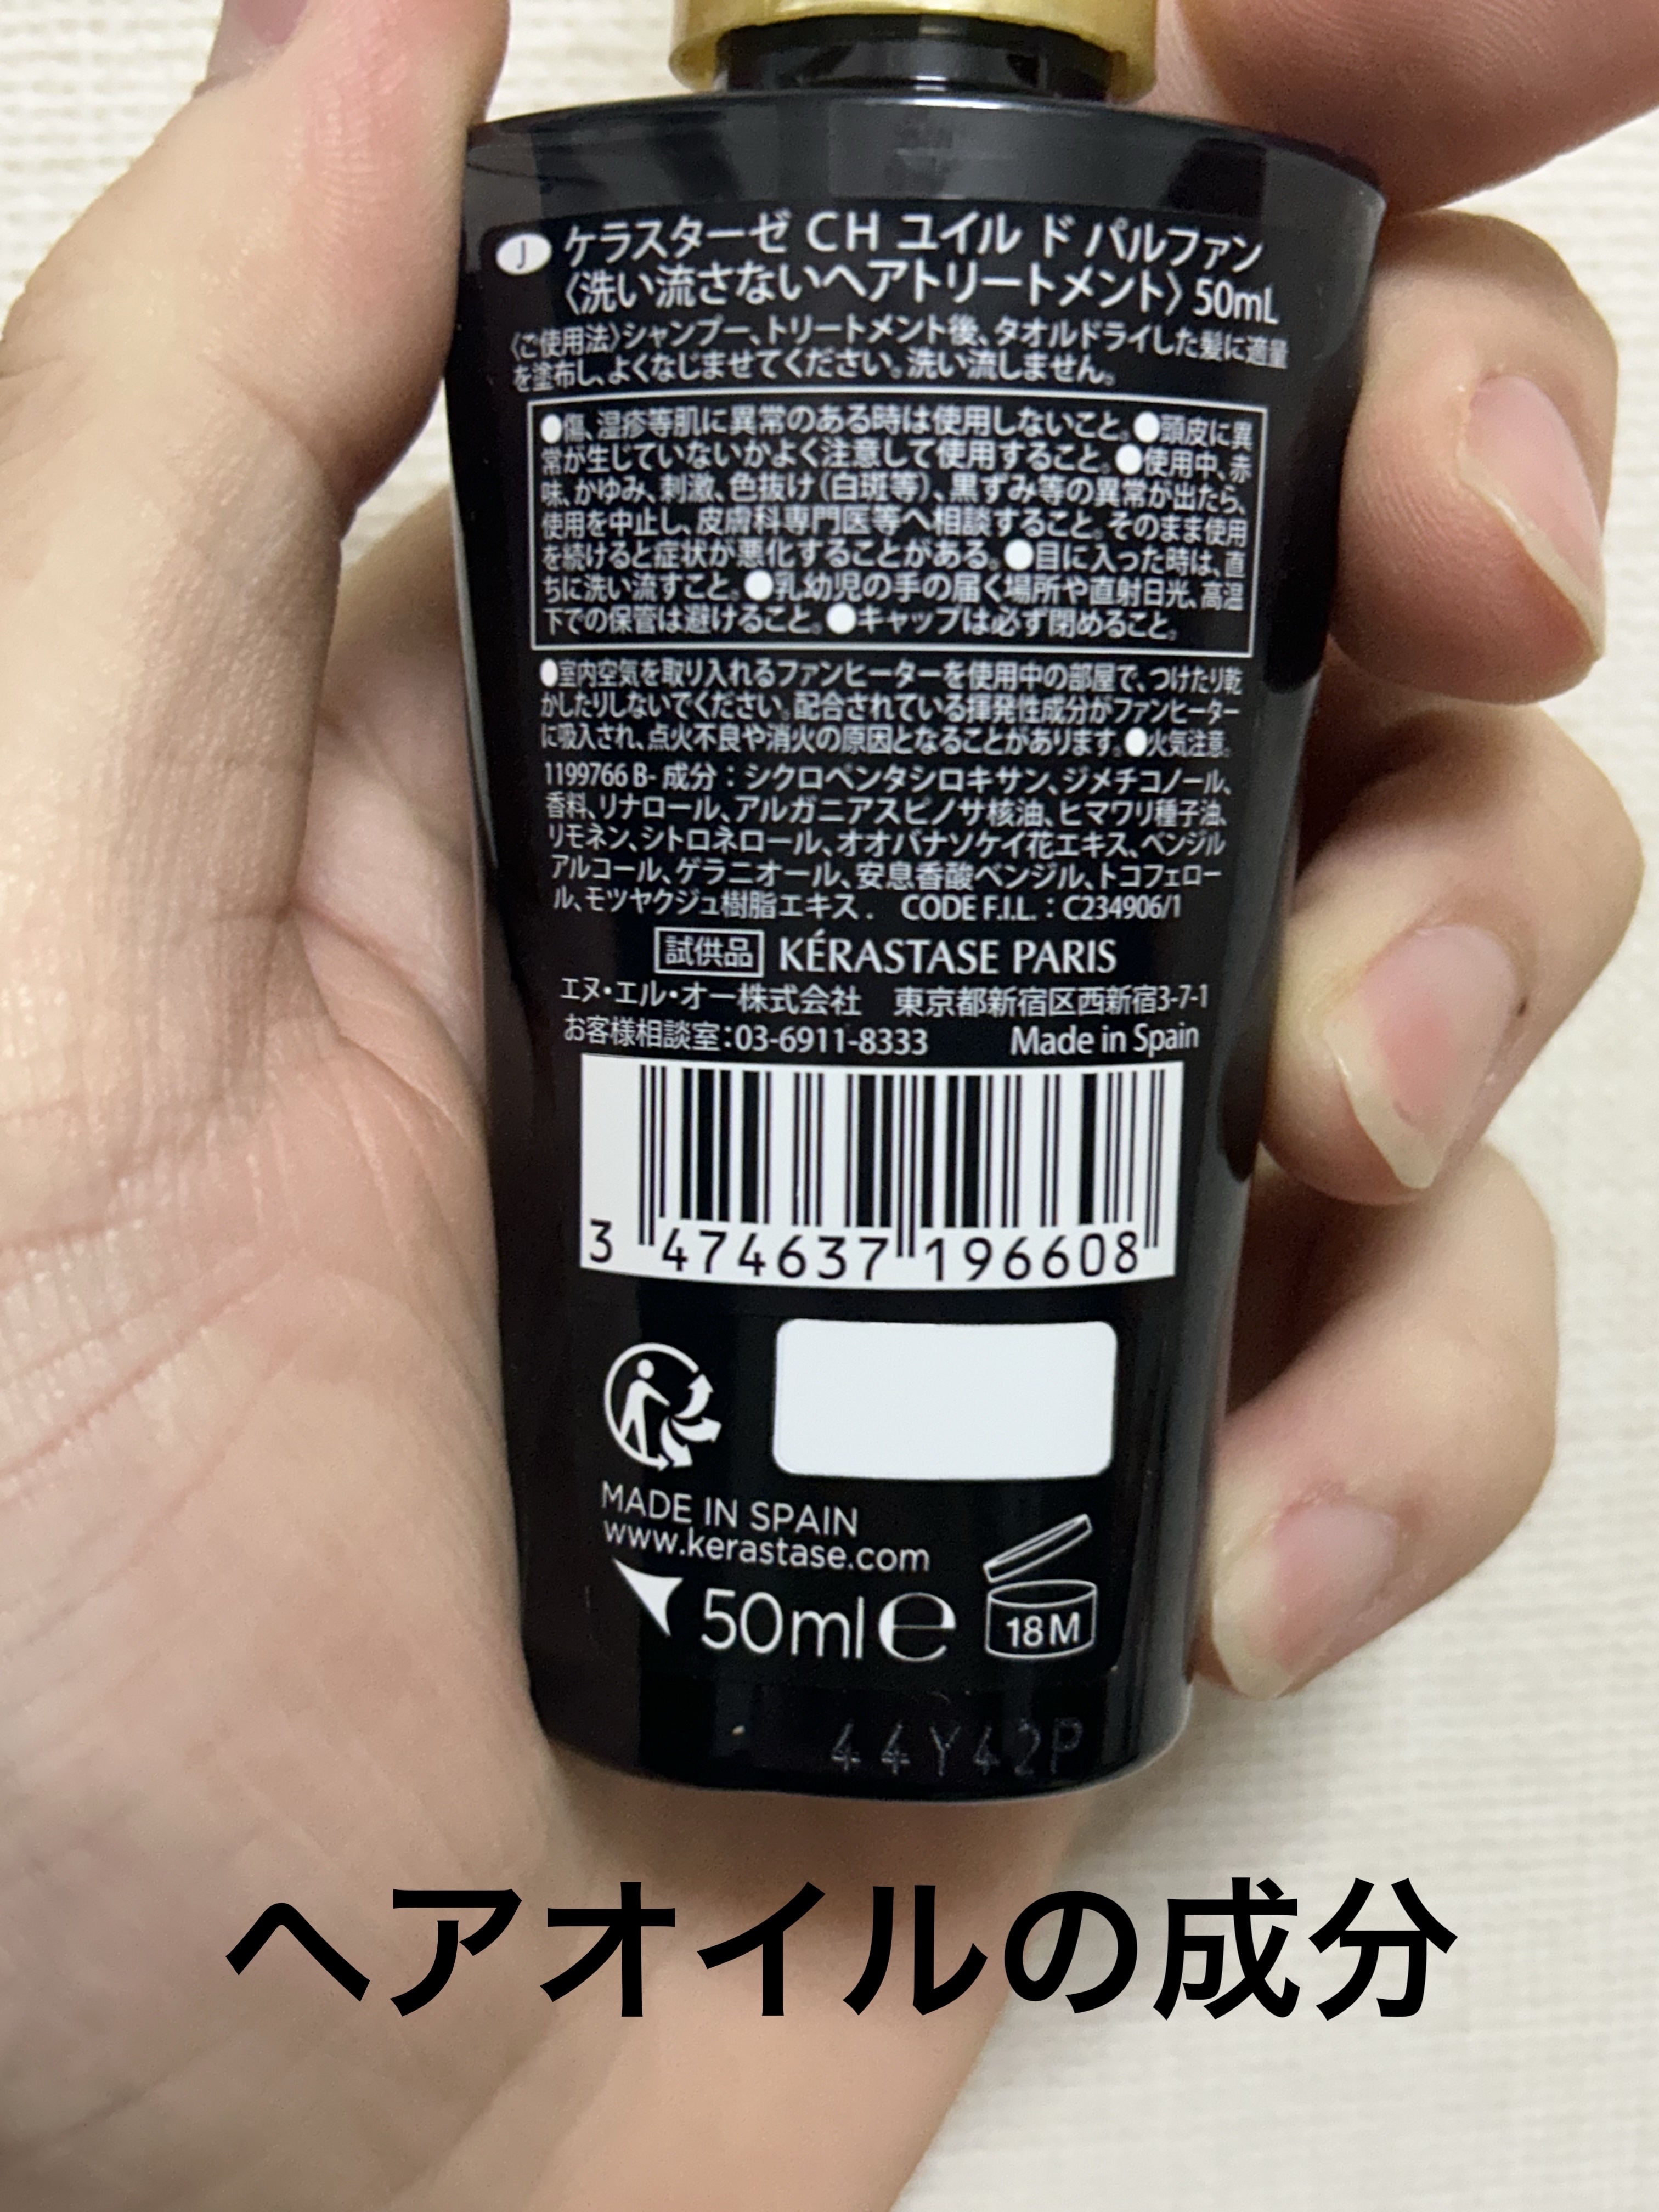 J ケラスターゼ CH ユイル ド パルファン
〈洗い流さないヘアトリートメント〉50mL
〈ご使用法〉シャンプー、トリートメント後、タオルドライした髪に適量
を塗布し、よくなじませてください。洗い流しません。
●傷、湿疹等肌に異常のある時は使用しないこと。●頭皮に異
常が生じていないかよく注意して使用すること。●使用中、赤
味、かゆみ、刺激、色抜け(白斑等)、黒ずみ等の異常が出たら、
使用を中止し、皮膚科専門医等へ相談すること。そのまま使用
を続けると症状が悪化することがある。●目に入った時は、直
ちに洗い流すこと。●乳幼児の手の届く場所や直射日光、高温
下での保管は避けること。●キャップは必ず閉めること。
●室内空気を取り入れるファンヒーターを使用中の部屋で、つけたり乾
かしたりしないでください。配合されている揮発性成分がファンヒーター
に吸入され、点火不良や消火の原因となることがあります。●火気注意。
1199766 B- 成分：シクロペンタシロキサン、ジメチコノール、
香料、リナロール、アルガニアスピノサ核油、ヒマワリ種子油、
リモネン、シトロネロール、オオバナソケイ花エキス、ベンジル
アルコール、ゲラニオール、安息香酸ベンジル、トコフェロー
ル、モツヤクジュ樹脂エキス. CODE F.I.L.：C234906/1
試供品 KÉRASTASE PARIS
エヌ・エル・オー株式会社 東京都新宿区西新宿3-7-1
お客様相談室：03-6911-8333 Made in Spain
3 474637 196608
MADE IN SPAIN
www.kerastase.com
50ml e 18M
44Y42P
ヘアオイルの成分